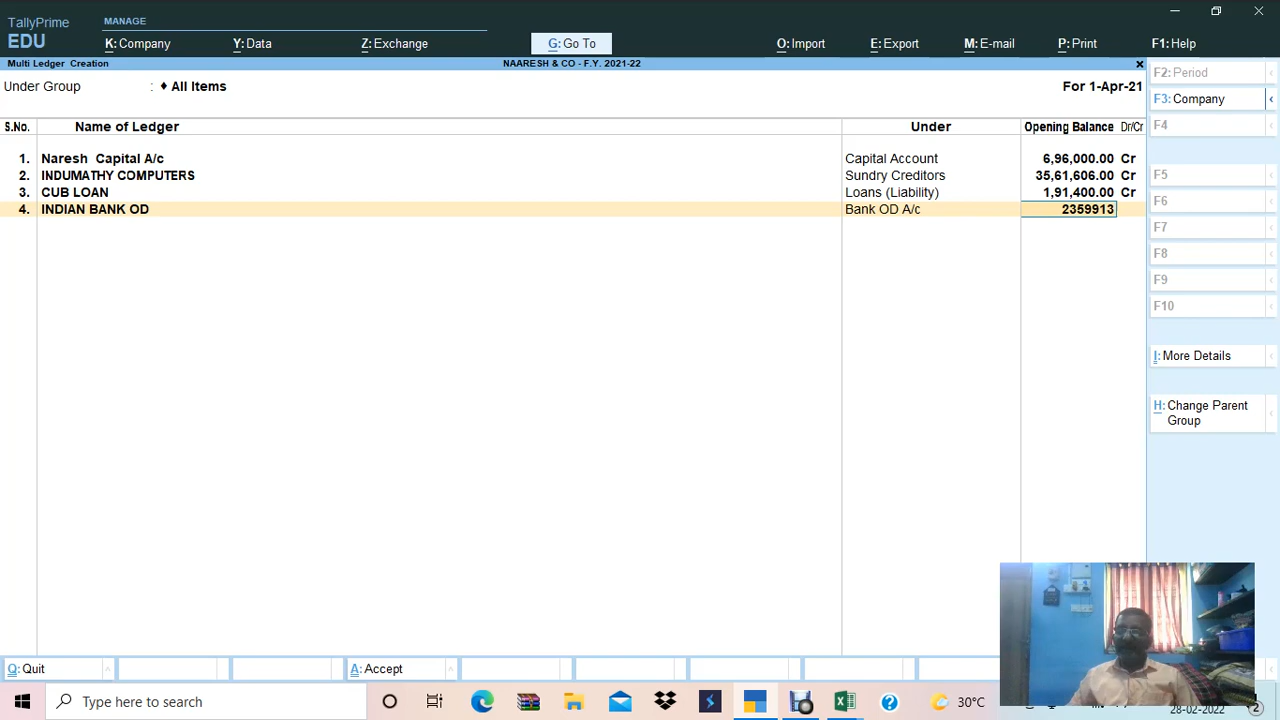 TallyPrime
EDU
MANAGE
K: Company
Y: Data
Z: Exchange
G: Go To
O: Import
E: Export
M: E-mail
P: Print
F1: Help
Multi Ledger Creation
NAARESH & CO - F.Y. 2021-22
Under Group : ♦ All Items
For 1-Apr-21
S.No. Name of Ledger Under Opening Balance Dr/Cr
1. Naresh Capital A/c Capital Account 6,96,000.00 Cr
2. INDUMATHY COMPUTERS Sundry Creditors 35,61,606.00 Cr
3. CUB LOAN Loans (Liability) 1,91,400.00 Cr
4. INDIAN BANK OD Bank OD A/c 2359913
F2: Period
F3: Company
F4
F5
F6
F7
F8
F9
F10
I: More Details
H: Change Parent
Group
Q: Quit
A: Accept
Type here to search
30°C
28-02-2022
2